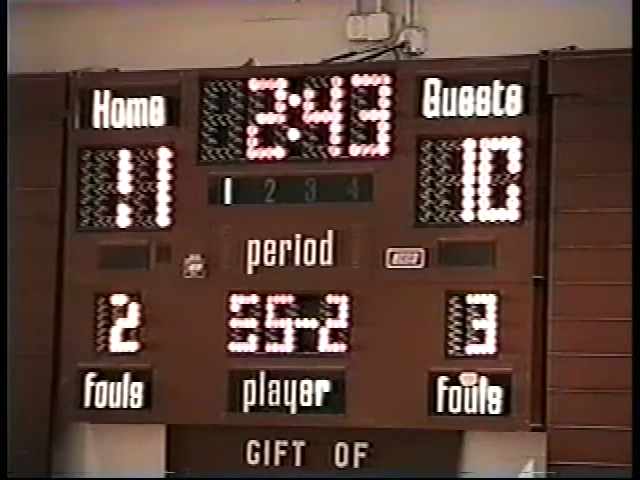 Home 2:43 Guests
11 1 2 3 4 10
period
2 55-2 3
fouls player fouls
GIFT OF